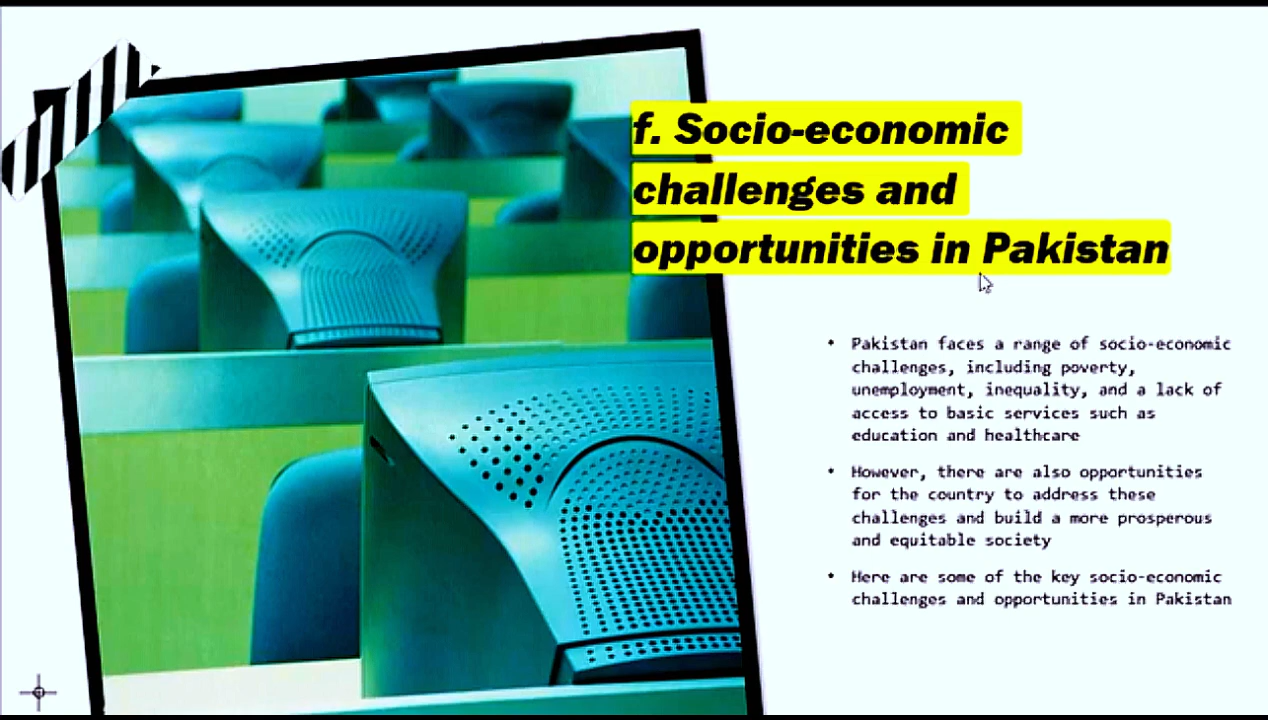 f. Socio-economic
challenges and
opportunities in Pakistan
• Pakistan faces a range of socio-economic
challenges, including poverty,
unemployment, inequality, and a lack of
access to basic services such as
education and healthcare
• However, there are also opportunities
for the country to address these
challenges and build a more prosperous
and equitable society
• Here are some of the key socio-economic
challenges and opportunities in Pakistan